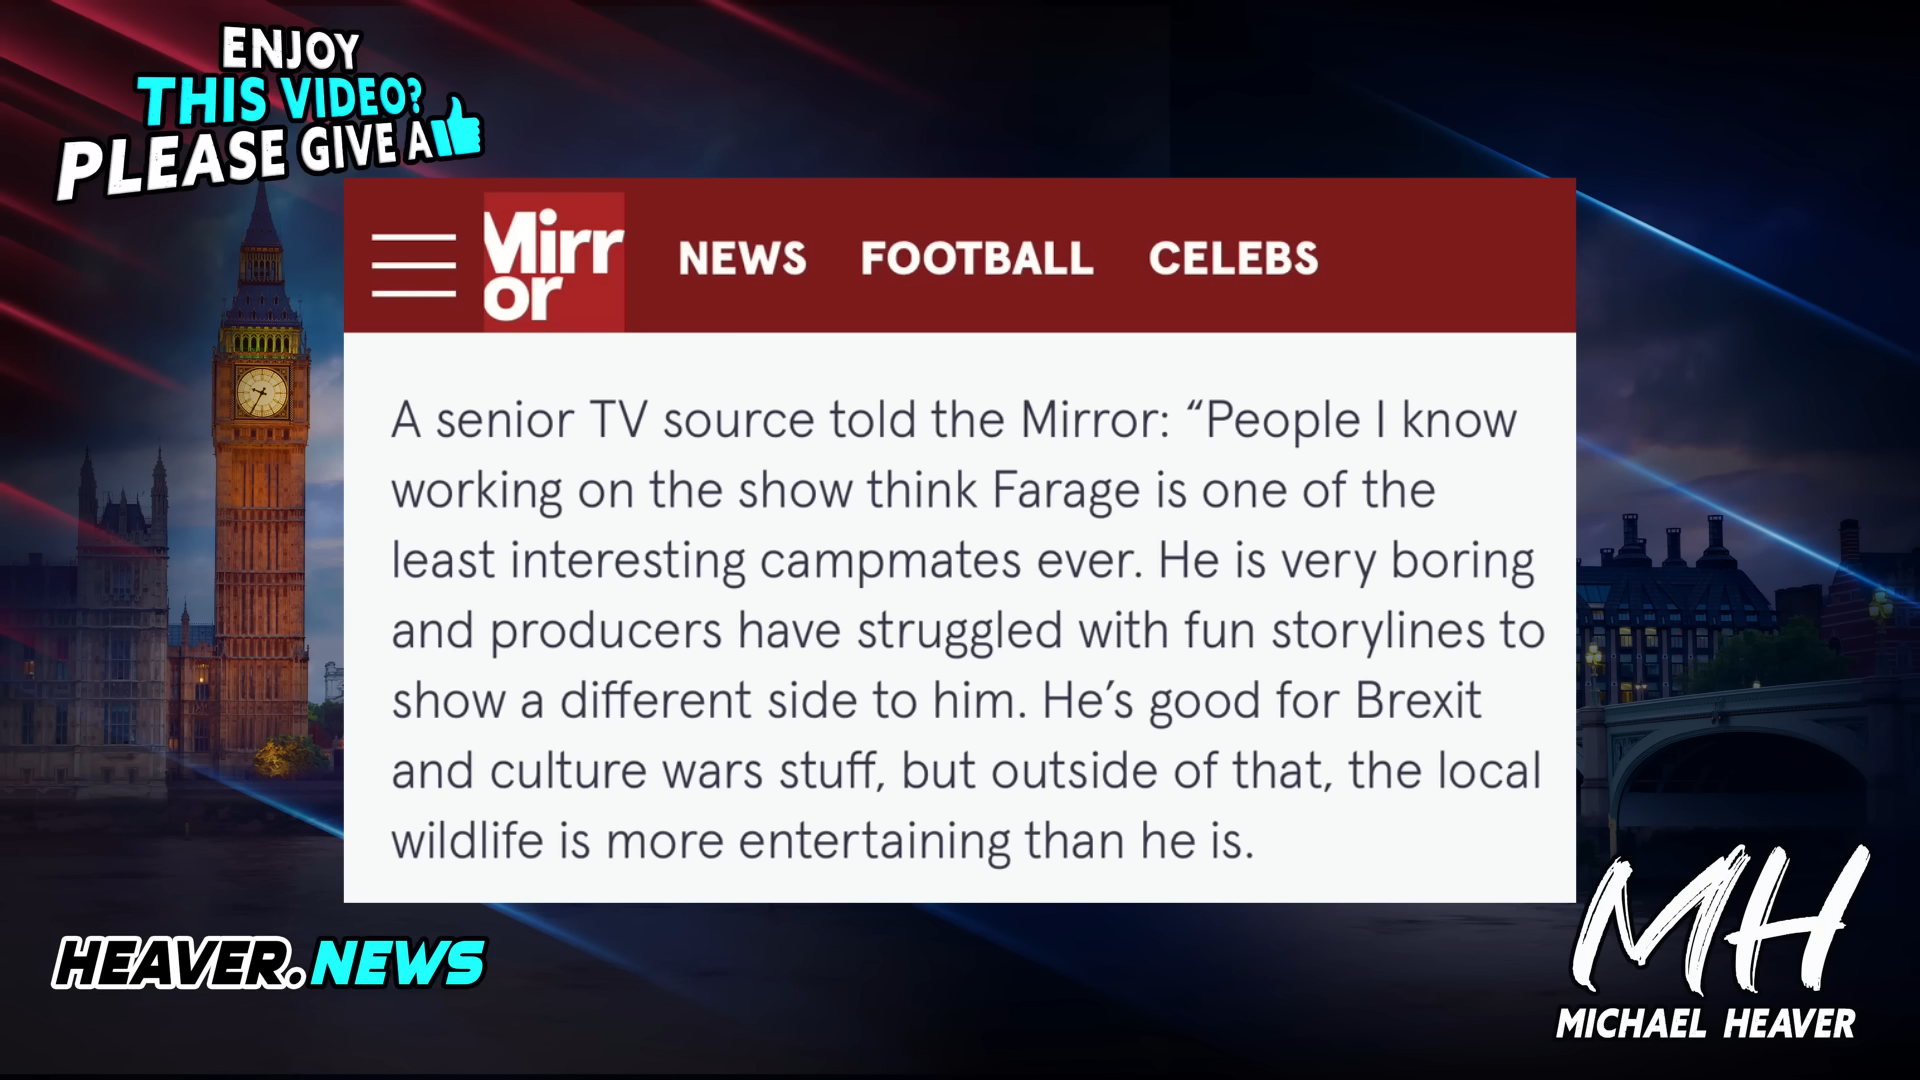 ENJOY
THIS VIDEO?
PLEASE GIVE A
Mirr
or
NEWS FOOTBALL CELEBS
A senior TV source told the Mirror: “People I know
working on the show think Farage is one of the
least interesting campmates ever. He is very boring
and producers have struggled with fun storylines to
show a different side to him. He’s good for Brexit
and culture wars stuff, but outside of that, the local
wildlife is more entertaining than he is.
HEAVER.NEWS
MH
MICHAEL HEAVER